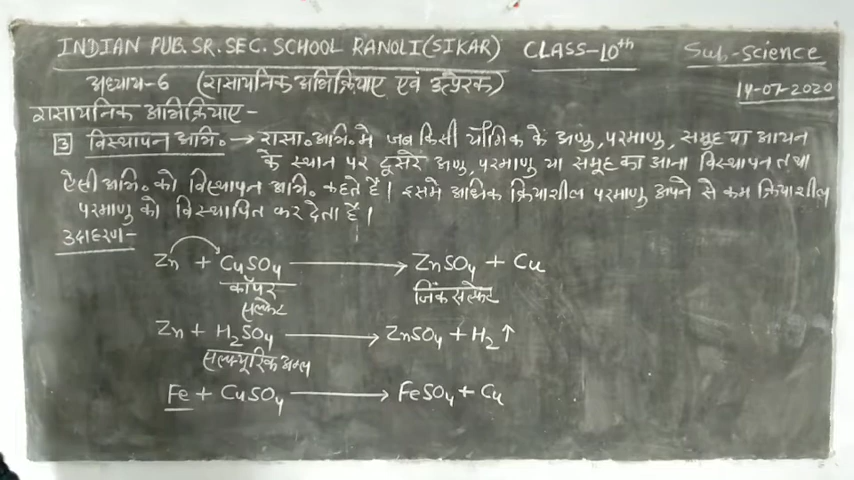 INDIAN PUB. SR. SEC. SCHOOL RANOLI (SIKAR) CLASS-10th Sub-Science
अध्याय-6 (रासायनिक अभिक्रियाए एवं उत्प्रेरक) 14-07-2020
रासायनिक अभिक्रियाए-
3 विस्थापन अभि० → रासा० अभि० मे जब किसी यौगिक के अणु, परमाणु, समूह या आयन
के स्थान पर दूसरे अणु, परमाणु या समूह का आना विस्थापन तथा
ऐसी अभि० को विस्थापन अभि० कहते हैं। इसमे अधिक क्रियाशील परमाणु अपने से कम क्रियाशील
परमाणु को विस्थापित कर देता है।
उदाहरण-
Zn + CuSO4 → ZnSO4 + Cu
कॉपर सल्फेट जिंक सल्फेट
Zn + H2SO4 → ZnSO4 + H2↑
सल्फ्यूरिक अम्ल
Fe + CuSO4 → FeSO4 + Cu